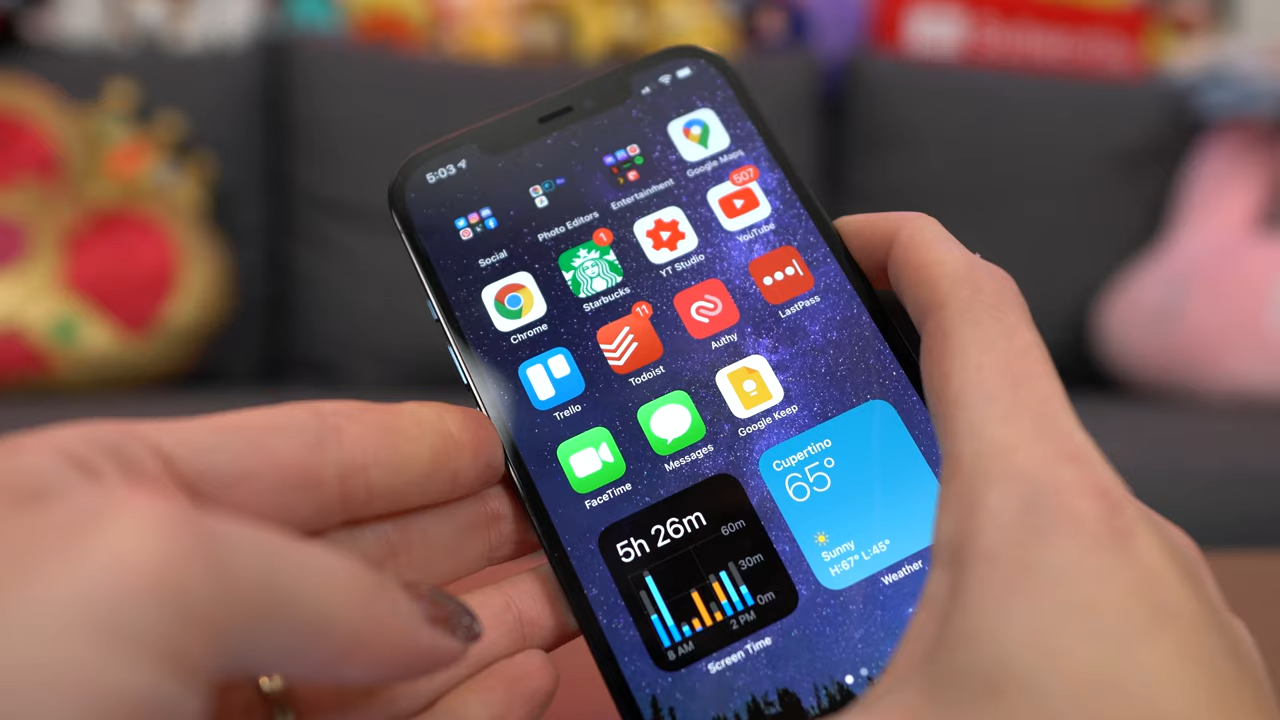 5:03
Social
Photo Editors
Entertainment
Google Maps
Chrome
1
Starbucks
YT Studio
507
YouTube
Trello
11
Todoist
Authy
LastPass
FaceTime
Messages
Google Keep
5h 26m
60m
30m
0m
8 AM
2 PM
Screen Time
Cupertino
65°
Sunny
H:67° L:45°
Weather